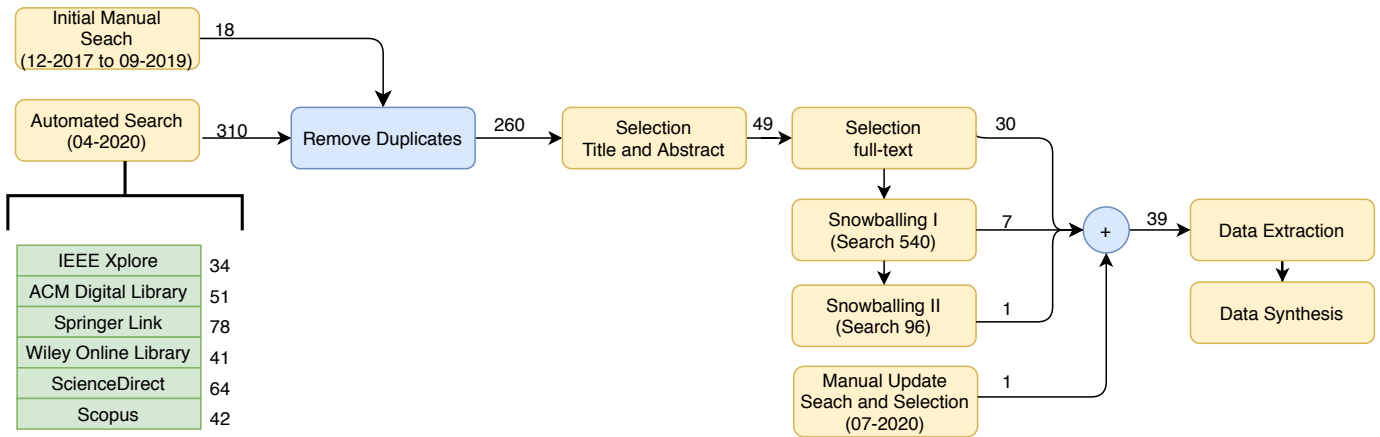 Initial Manual
Seach
(12-2017 to 09-2019)
18
Automated Search
(04-2020)
310
Remove Duplicates
260
Selection
Title and Abstract
49
Selection
full-text
30
Snowballing I
(Search 540)
7
Snowballing II
(Search 96)
1
Manual Update
Seach and Selection
(07-2020)
1
+
39
Data Extraction
Data Synthesis
IEEE Xplore 34
ACM Digital Library 51
Springer Link 78
Wiley Online Library 41
ScienceDirect 64
Scopus 42